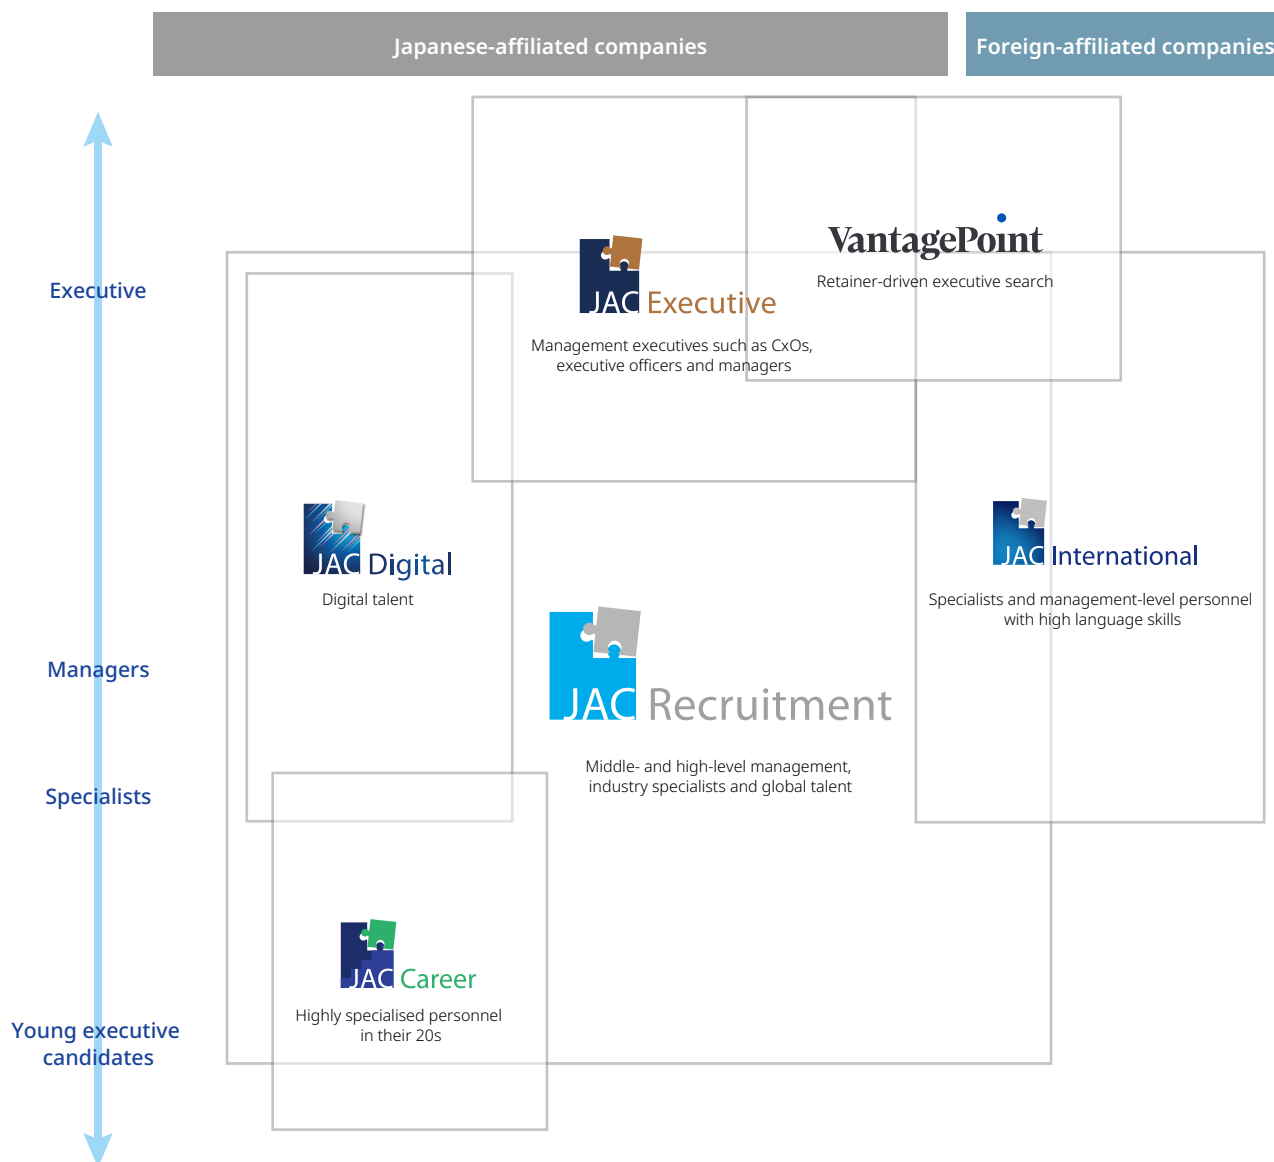 Japanese-affiliated companies
Foreign-affiliated companies
Executive
Managers
Specialists
Young executive
candidates
VantagePoint
Retainer-driven executive search
JAC Executive
Management executives such as CxOs,
executive officers and managers
JAC Digital
Digital talent
JAC International
Specialists and management-level personnel
with high language skills
JAC Recruitment
Middle- and high-level management,
industry specialists and global talent
JAC Career
Highly specialised personnel
in their 20s